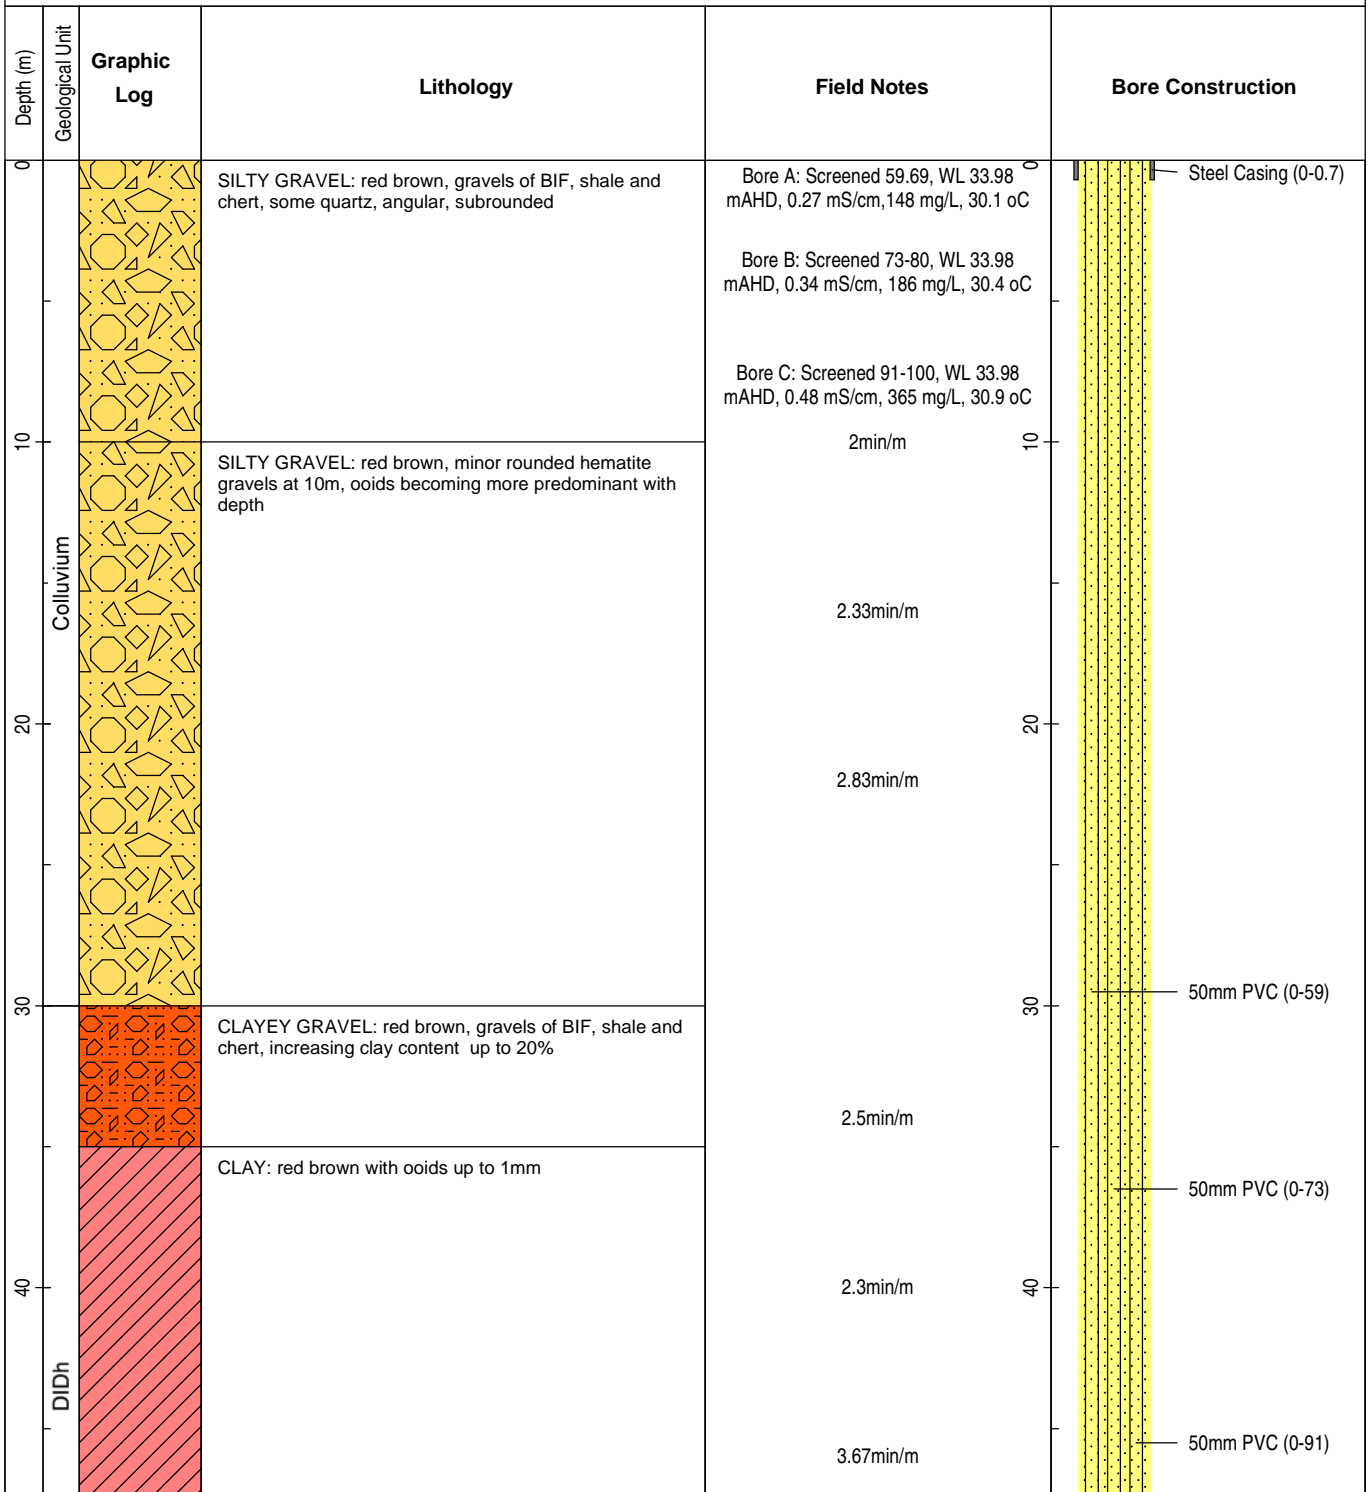 Depth (m)
Geological Unit
Graphic
Log
Lithology
Field Notes
Bore Construction
0
SILTY GRAVEL: red brown, gravels of BIF, shale and
chert, some quartz, angular, subrounded
Bore A: Screened 59.69, WL 33.98
mAHD, 0.27 mS/cm,148 mg/L, 30.1 oC
0
Steel Casing (0-0.7)
Bore B: Screened 73-80, WL 33.98
mAHD, 0.34 mS/cm, 186 mg/L, 30.4 oC
Bore C: Screened 91-100, WL 33.98
mAHD, 0.48 mS/cm, 365 mg/L, 30.9 oC
10
2min/m
10
SILTY GRAVEL: red brown, minor rounded hematite
gravels at 10m, ooids becoming more predominant with
depth
Colluvium
2.33min/m
20
20
2.83min/m
50mm PVC (0-59)
30
30
CLAYEY GRAVEL: red brown, gravels of BIF, shale and
chert, increasing clay content up to 20%
2.5min/m
CLAY: red brown with ooids up to 1mm
50mm PVC (0-73)
40
2.3min/m
40
DIDh
50mm PVC (0-91)
3.67min/m